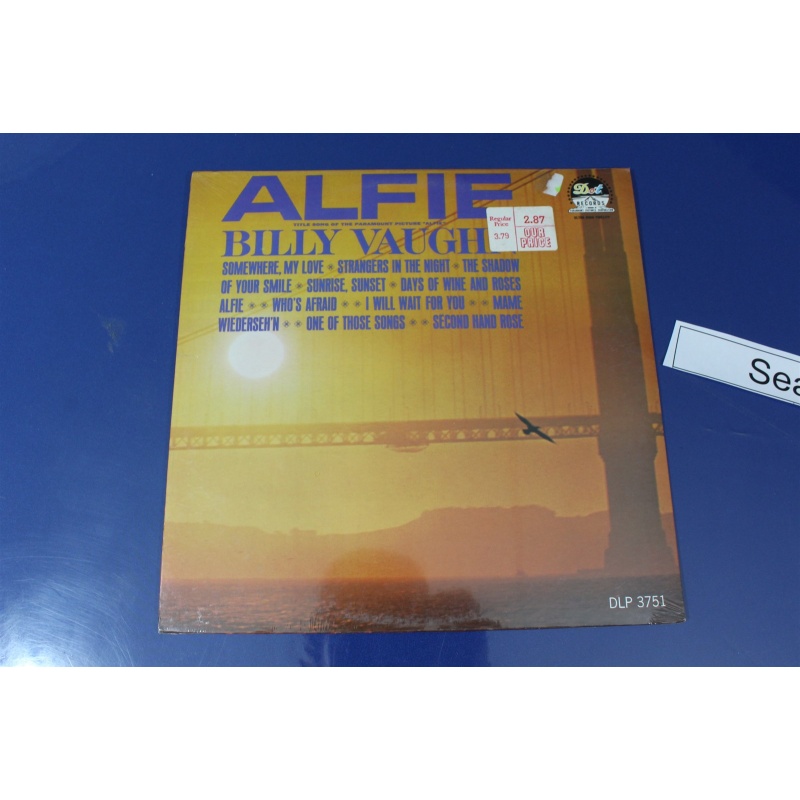 ALFIE
TITLE SONG OF THE PARAMOUNT PICTURE "ALFIE"
BILLY VAUGH
SOMEWHERE, MY LOVE * STRANGERS IN THE NIGHT * THE SHADOW
OF YOUR SMILE * SUNRISE, SUNSET * DAYS OF WINE AND ROSES
ALFIE * * WHO'S AFRAID * * I WILL WAIT FOR YOU * * MAME
WIEDERSEH'N * * ONE OF THOSE SONGS * * SECOND HAND ROSE
Regular
Price
3.79
2.87
OUR
PRICE
Dot
RECORDS
Sea
DLP 3751